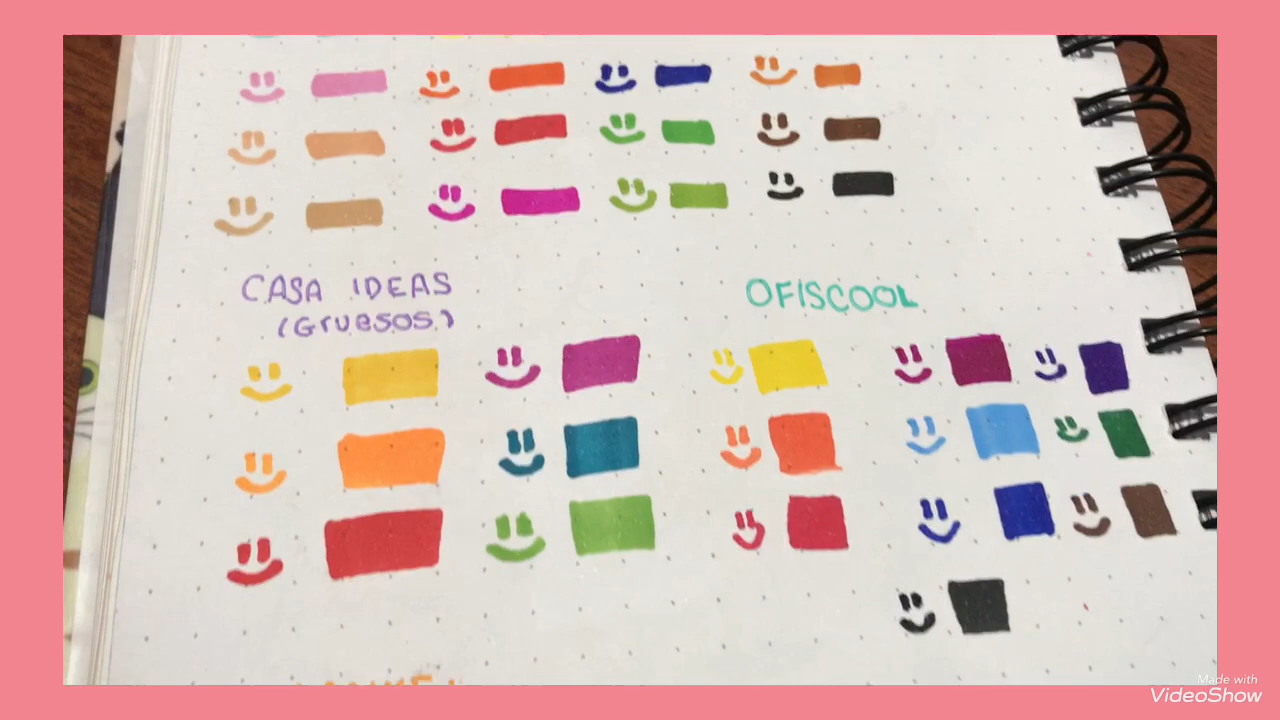 CASA IDEAS
(GRUESOS)
OFISCOOL
Made with
VideoShow